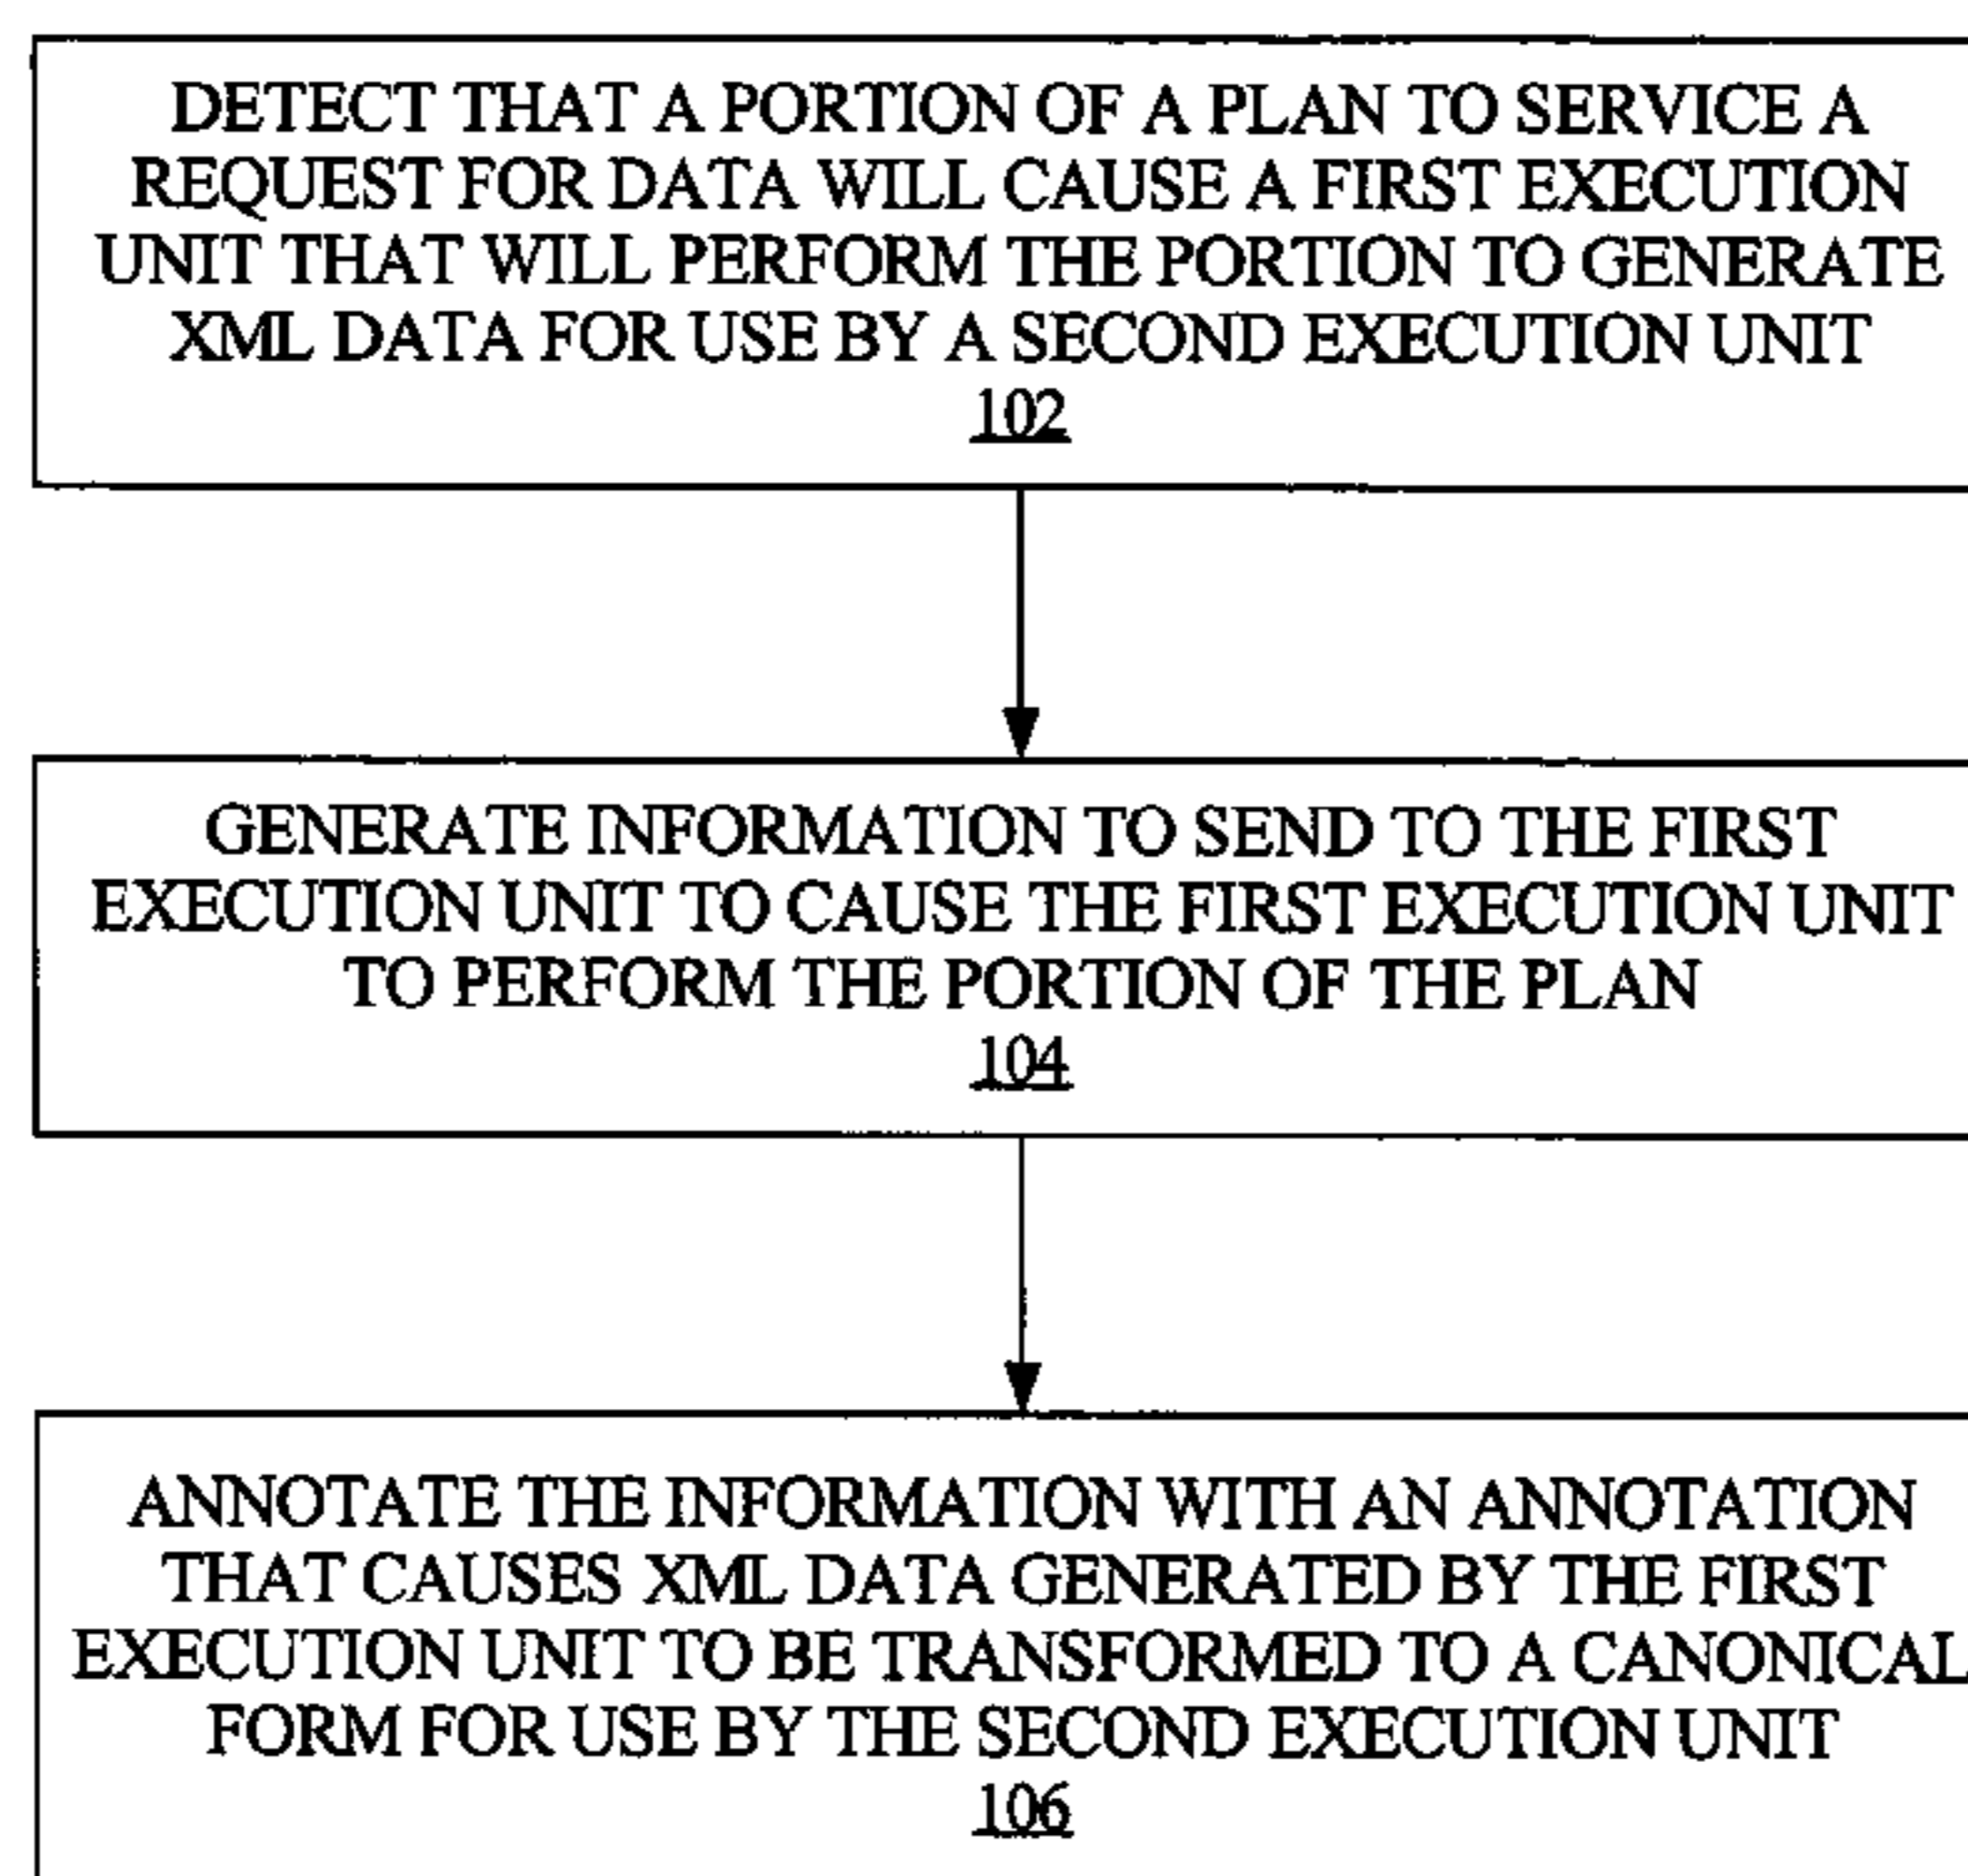 DETECT THAT A PORTION OF A PLAN TO SERVICE A
REQUEST FOR DATA WILL CAUSE A FIRST EXECUTION
UNIT THAT WILL PERFORM THE PORTION TO GENERATE
XML DATA FOR USE BY A SECOND EXECUTION UNIT
102
GENERATE INFORMATION TO SEND TO THE FIRST
EXECUTION UNIT TO CAUSE THE FIRST EXECUTION UNIT
TO PERFORM THE PORTION OF THE PLAN
104
ANNOTATE THE INFORMATION WITH AN ANNOTATION
THAT CAUSES XML DATA GENERATED BY THE FIRST
EXECUTION UNIT TO BE TRANSFORMED TO A CANONICAL
FORM FOR USE BY THE SECOND EXECUTION UNIT
106